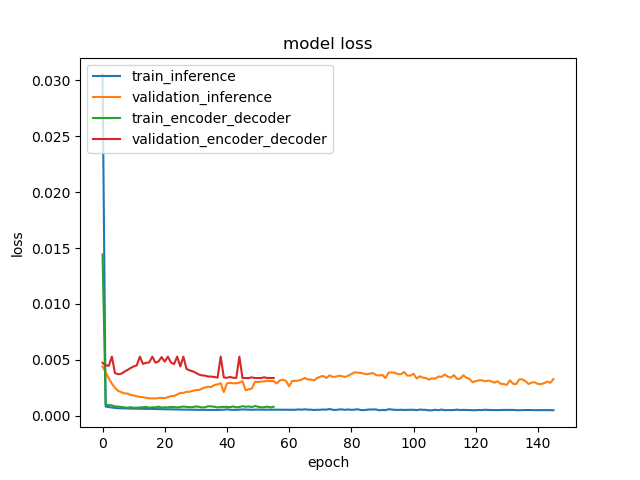 model loss
train_inference
validation_inference
train_encoder_decoder
validation_encoder_decoder
loss
0.030
0.025
0.020
0.015
0.010
0.005
0.000
0 20 40 60 80 100 120 140
epoch